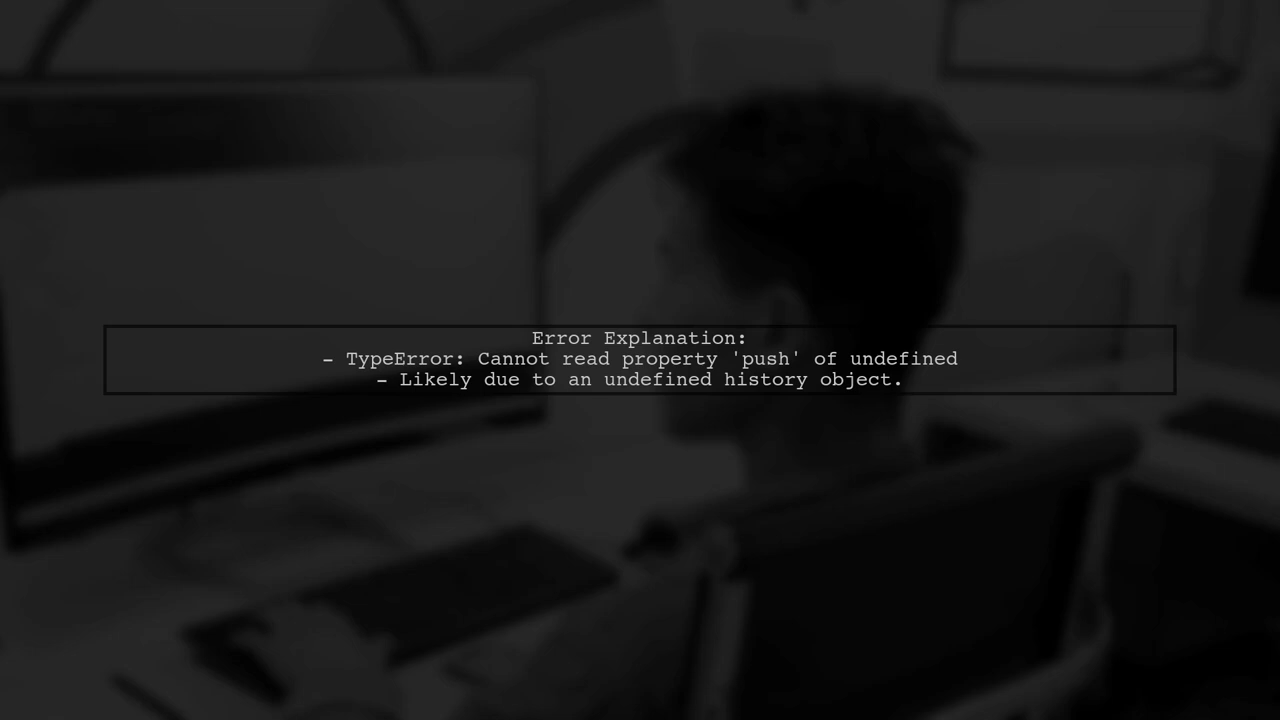 Error Explanation:
- TypeError: Cannot read property 'push' of undefined
- Likely due to an undefined history object.